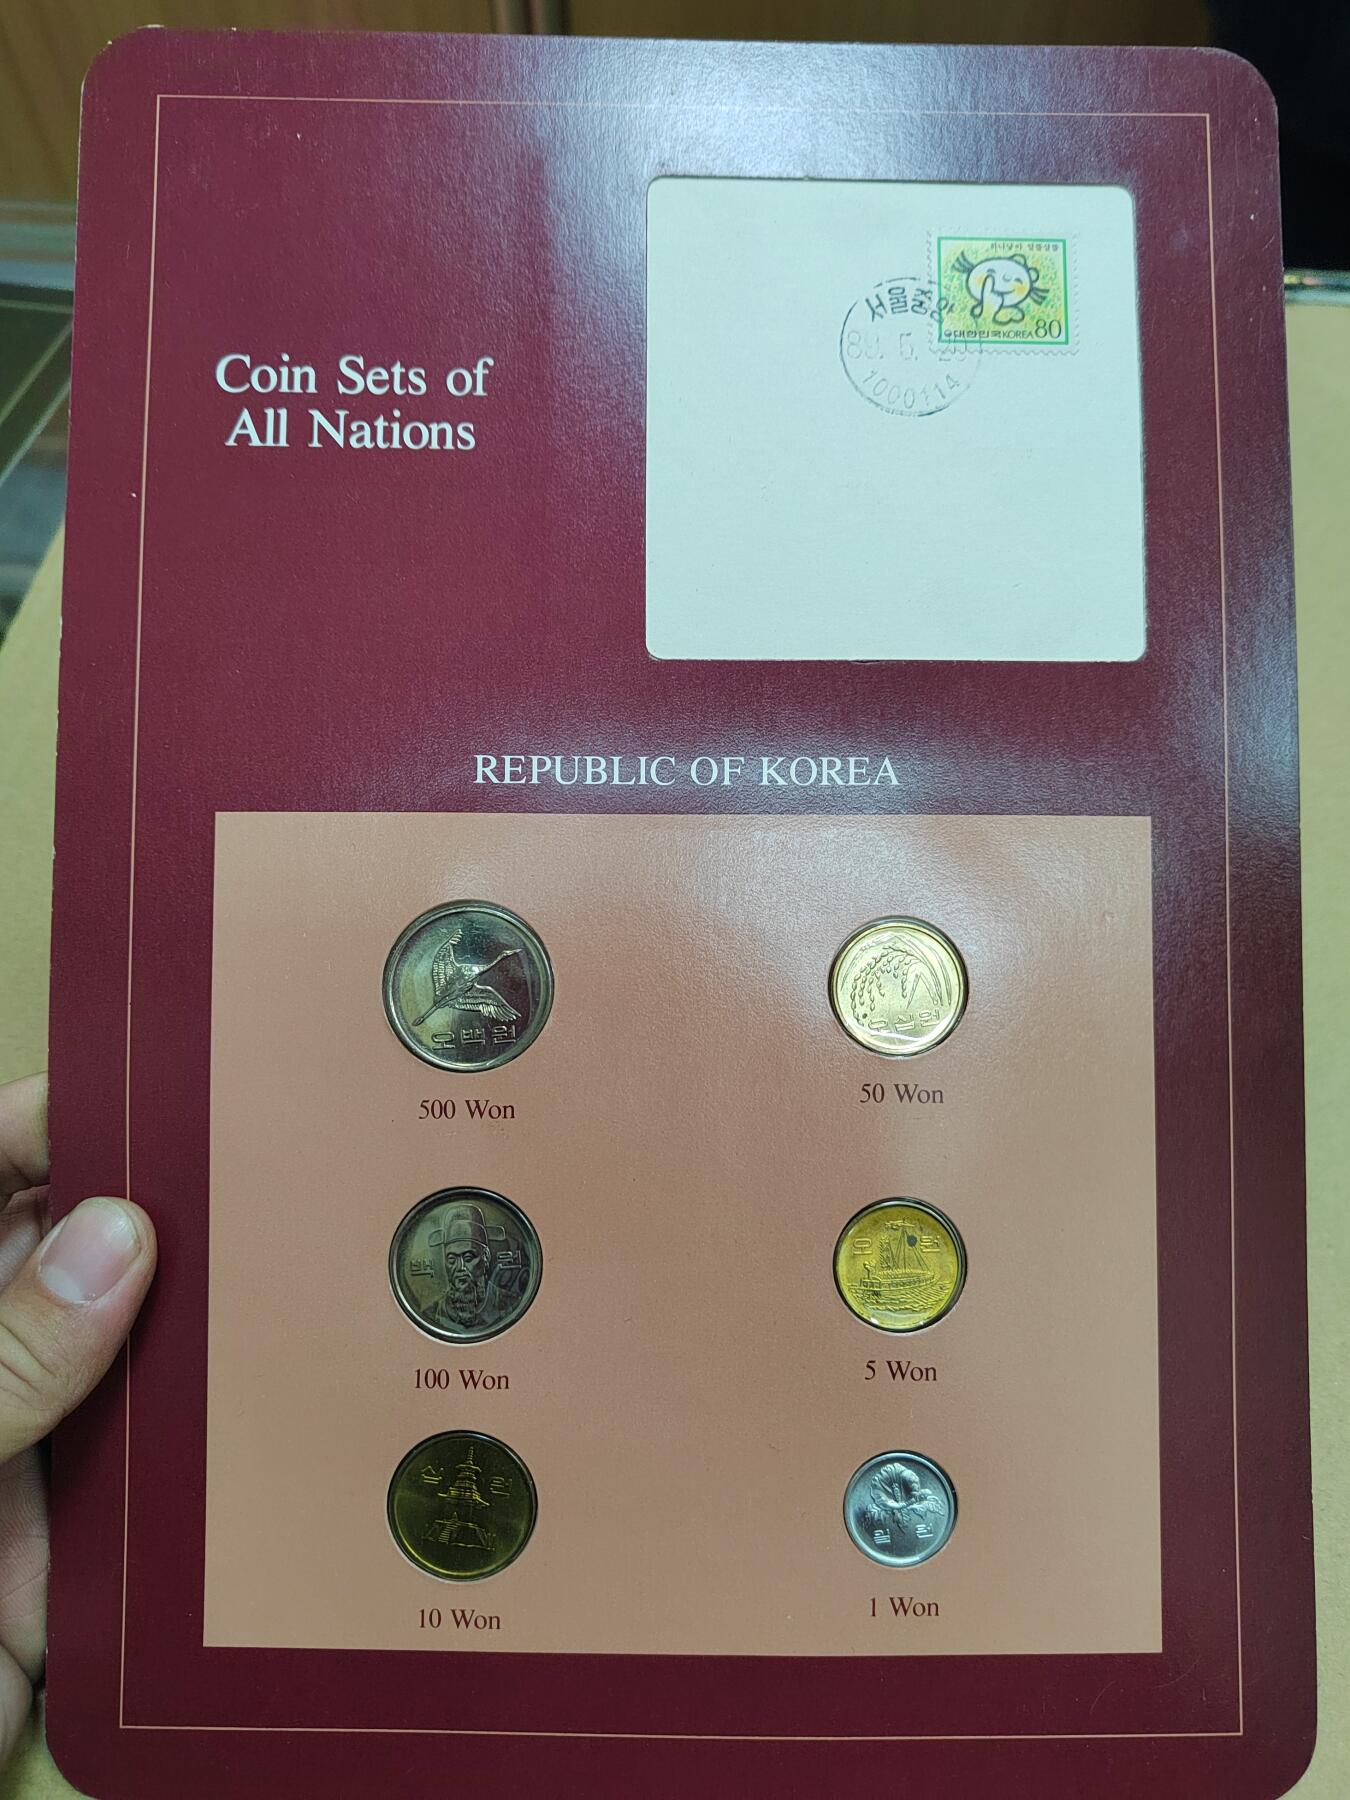 Coin Sets of
All Nations
대한민국 KOREA 80
서울 중앙
89. 5. 20
1000114
REPUBLIC OF KOREA
오백원
500 Won
오십원
50 Won
백 원
100 Won
오 원
5 Won
십 원
10 Won
일 원
1 Won